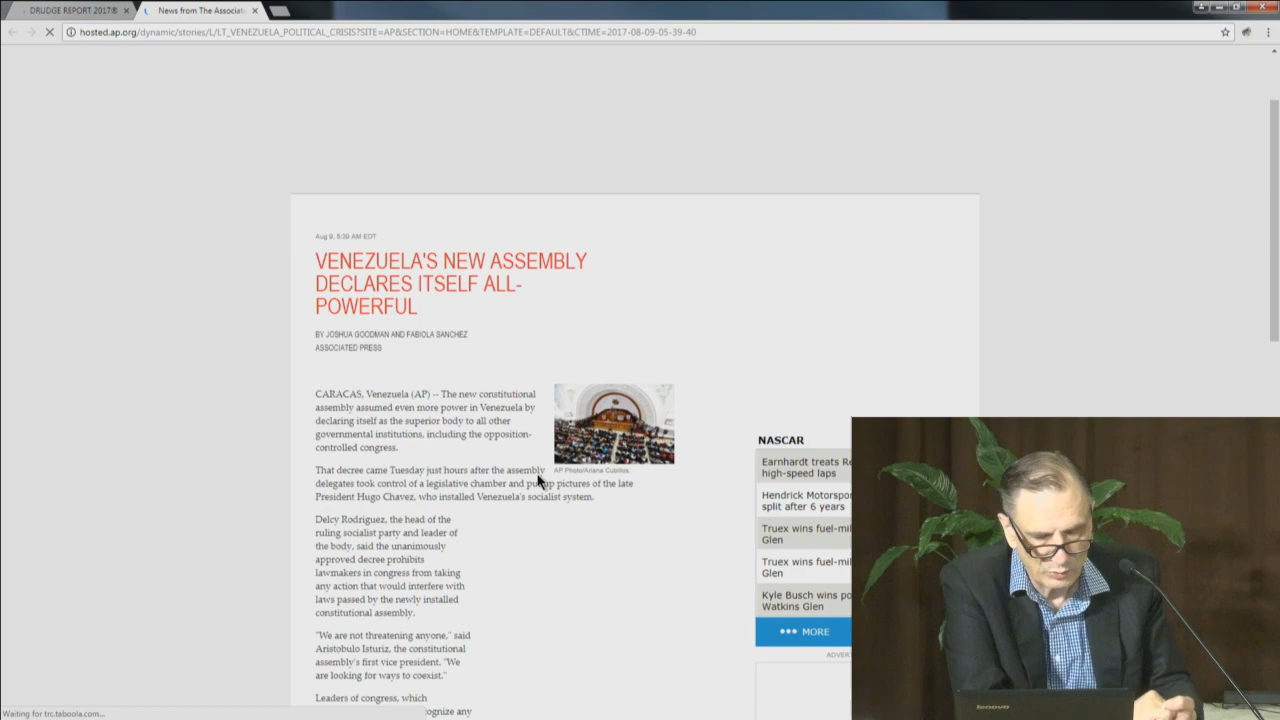 DRUDGE REPORT 2017®
News from The Associat
hosted.ap.org/dynamic/stories/L/LT_VENEZUELA_POLITICAL_CRISIS?SITE=AP&SECTION=HOME&TEMPLATE=DEFAULT&CTIME=2017-08-09-05-39-40
Aug 9, 5:39 AM EDT
VENEZUELA'S NEW ASSEMBLY
DECLARES ITSELF ALL-
POWERFUL
BY JOSHUA GOODMAN AND FABIOLA SANCHEZ
ASSOCIATED PRESS
CARACAS, Venezuela (AP) -- The new constitutional
assembly assumed even more power in Venezuela by
declaring itself as the superior body to all other
governmental institutions, including the opposition-
controlled congress.
AP Photo/Ariana Cubillos
That decree came Tuesday just hours after the assembly
delegates took control of a legislative chamber and put up pictures of the late
President Hugo Chavez, who installed Venezuela's socialist system.
Delcy Rodriguez, the head of the
ruling socialist party and leader of
the body, said the unanimously
approved decree prohibits
lawmakers in congress from taking
any action that would interfere with
laws passed by the newly installed
constitutional assembly.
"We are not threatening anyone," said
Aristobulo Isturiz, the constitutional
assembly's first vice president. "We
are looking for ways to coexist."
Leaders of congress, which
ognize any
NASCAR
Earnhardt treats Re
high-speed laps
Hendrick Motorspor
split after 6 years
Truex wins fuel-mil
Glen
Truex wins fuel-mil
Glen
Kyle Busch wins po
Watkins Glen
••• MORE
ADVERT
Waiting for trc.taboola.com...
lenovo